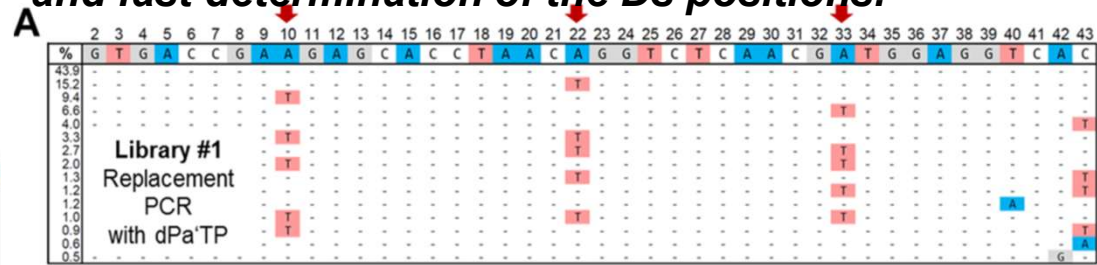 and fast determination of the Ds positions.
A
2 3 4 5 6 7 8 9 10 11 12 13 14 15 16 17 18 19 20 21 22 23 24 25 26 27 28 29 30 31 32 33 34 35 36 37 38 39 40 41 42 43
% G T G A C C G A A G A G C A C C T A A C A G G T C T C A A C G A T G G A G G T C A C
43.9
15.2 T
9.4 T
6.6 T
4.0 T
3.3 T T
2.7 T T
2.0 T T
1.3 T T
1.2 T T
1.2 A
1.0 T T T
0.9 T T
0.6 A
0.5 G
Library #1
Replacement
PCR
with dPa'TP